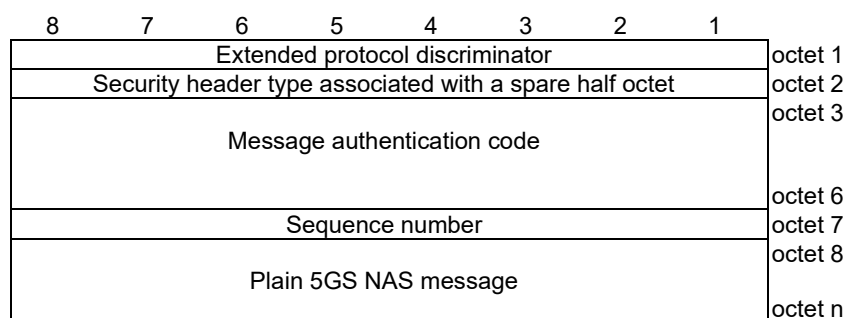 8 7 6 5 4 3 2 1
Extended protocol discriminator octet 1
Security header type associated with a spare half octet octet 2
octet 3
Message authentication code
octet 6
Sequence number octet 7
octet 8
Plain 5GS NAS message
octet n